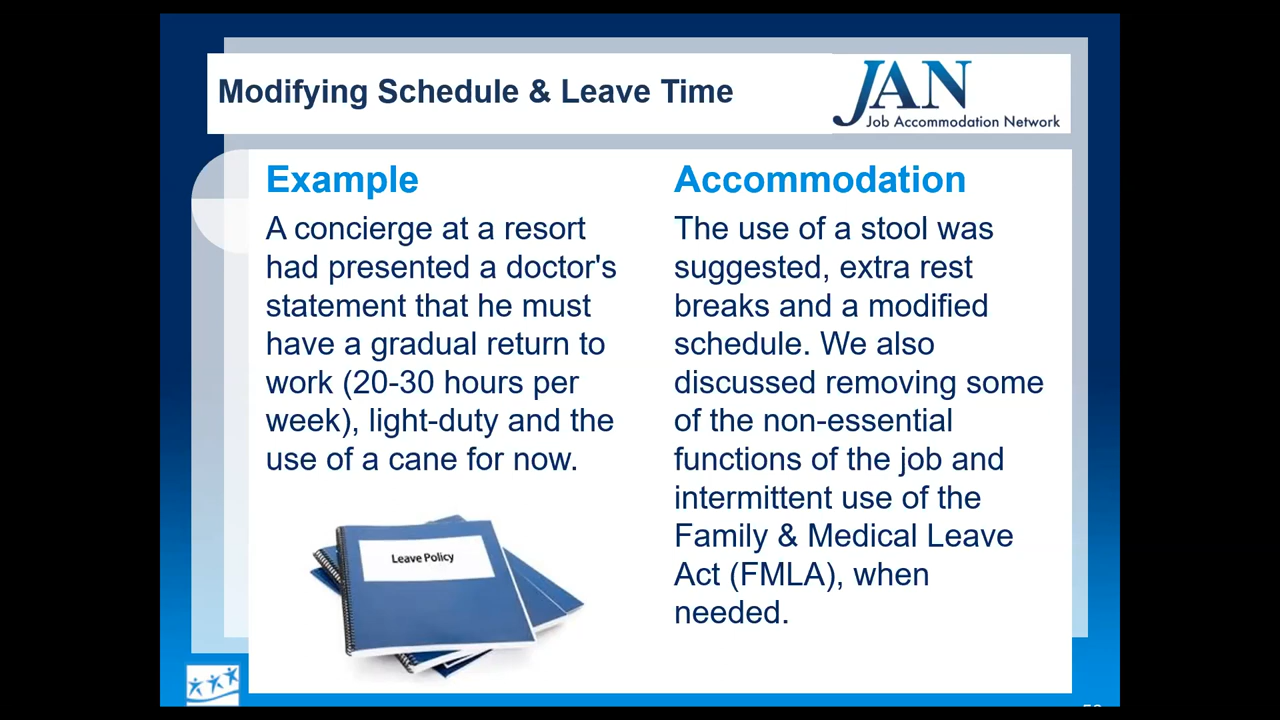 Modifying Schedule & Leave Time
JAN
Job Accommodation Network
Example
A concierge at a resort
had presented a doctor's
statement that he must
have a gradual return to
work (20-30 hours per
week), light-duty and the
use of a cane for now.
Leave Policy
Accommodation
The use of a stool was
suggested, extra rest
breaks and a modified
schedule. We also
discussed removing some
of the non-essential
functions of the job and
intermittent use of the
Family & Medical Leave
Act (FMLA), when
needed.